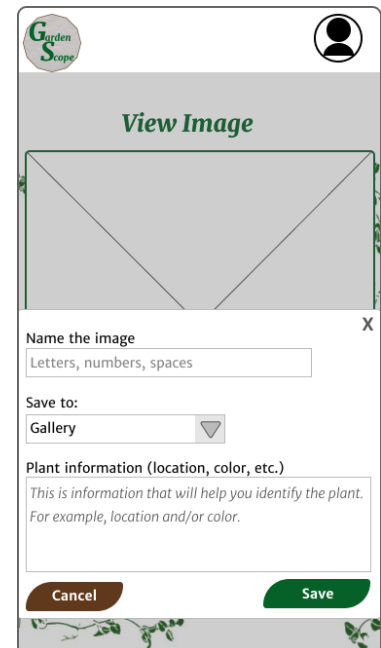 Garden
Scope
View Image
X
Name the image
Letters, numbers, spaces
Save to:
Gallery
Plant information (location, color, etc.)
This is information that will help you identify the plant.
For example, location and/or color.
Cancel
Save